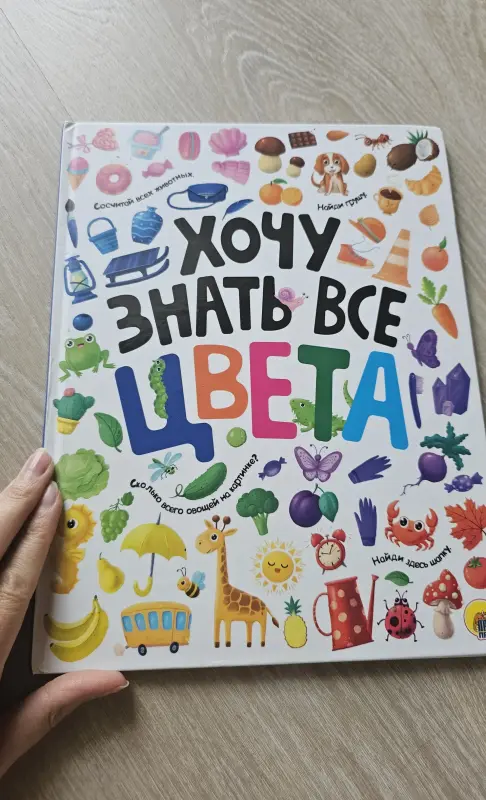 Сосчитай всех животных.
Найди грушу.
ХОЧУ
ЗНАТЬ ВСЕ
ЦВЕТА
Сколько всего овощей на картинке?
Найди здесь шапку.